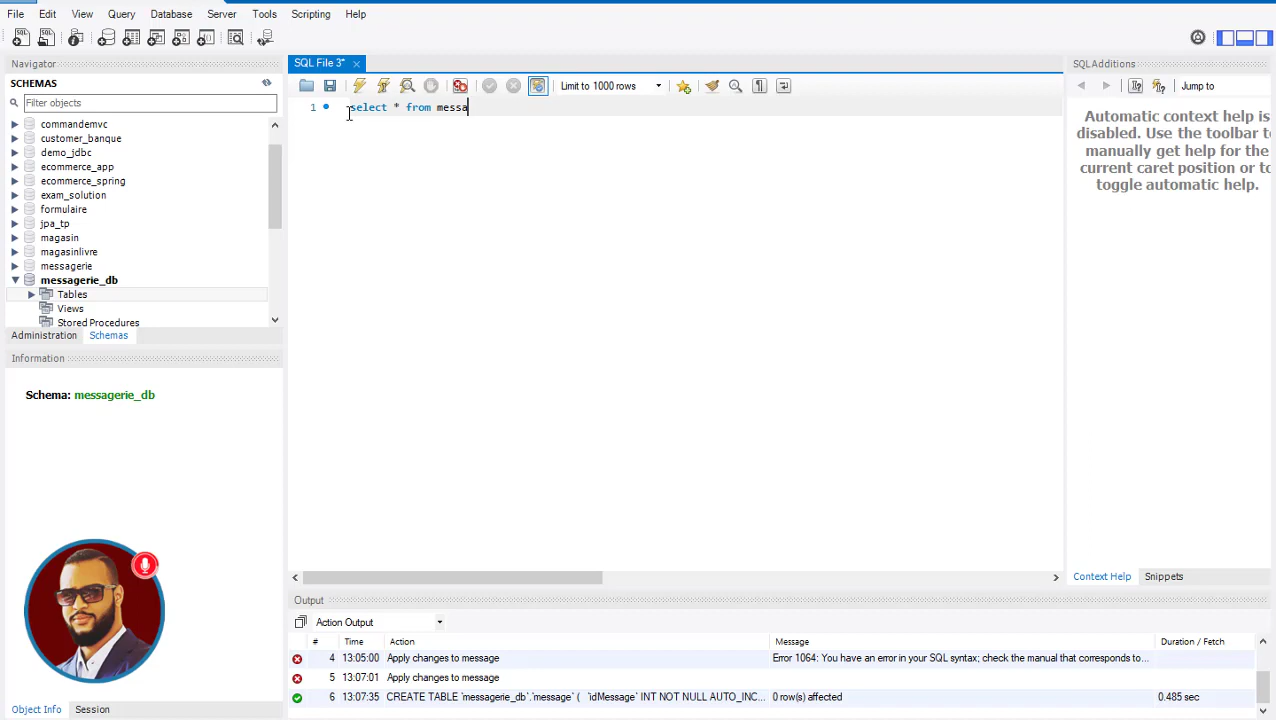 File Edit View Query Database Server Tools Scripting Help
Navigator
SCHEMAS
Filter objects
commandemvc
customer_banque
demo_jdbc
ecommerce_app
ecommerce_spring
exam_solution
formulaire
jpa_tp
magasin
magasinlivre
messagerie
messagerie_db
Tables
Views
Stored Procedures
Administration Schemas
Information
Schema: messagerie_db
Object Info Session
SQL File 3*
Limit to 1000 rows
1 select * from messa
SQLAdditions
Jump to
Automatic context help is
disabled. Use the toolbar to
manually get help for the
current caret position or to
toggle automatic help.
Context Help Snippets
Output
Action Output
# Time Action Message Duration / Fetch
4 13:05:00 Apply changes to message Error 1064: You have an error in your SQL syntax; check the manual that corresponds to...
5 13:07:01 Apply changes to message
6 13:07:35 CREATE TABLE `messagerie_db`.`message` ( `idMessage` INT NOT NULL AUTO_INC... 0 row(s) affected 0.485 sec